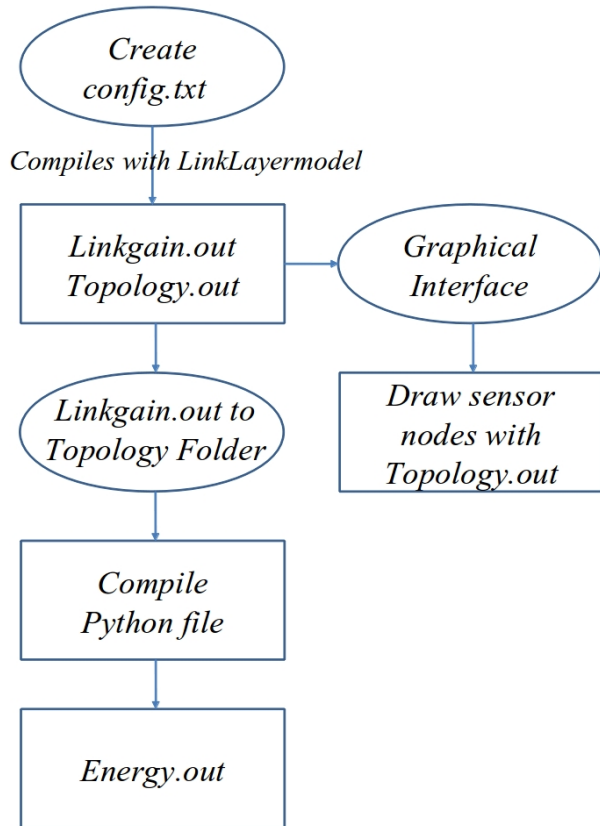 Create
config.txt
Compiles with LinkLayermodel
Linkgain.out
Topology.out
Graphical
Interface
Linkgain.out to
Topology Folder
Draw sensor
nodes with
Topology.out
Compile
Python file
Energy.out